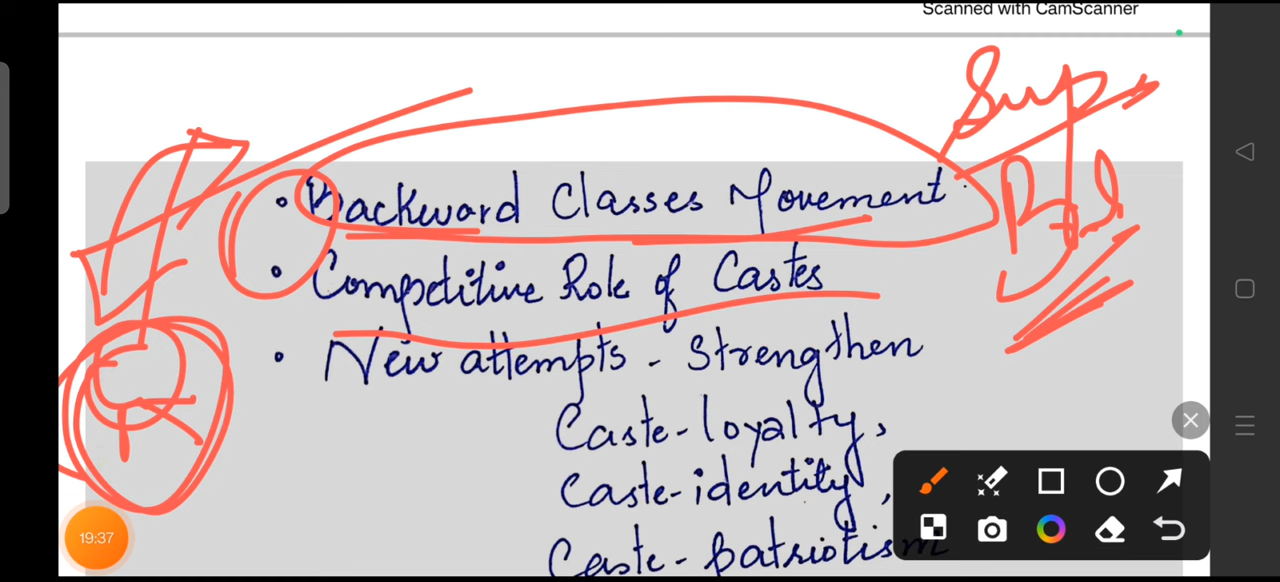 Scanned with CamScanner
Sup
• Backward Classes Movement
• Competitive Role of Castes
• New attempts - Strengthen
Caste-loyalty,
Caste-identity,
Caste-patriotism
19:37